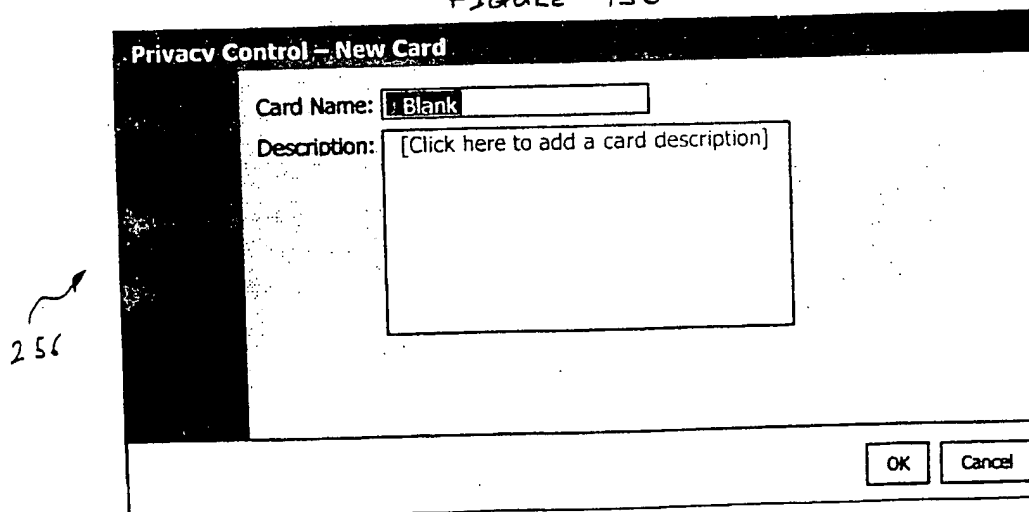 Privacy Control – New Card
Card Name: Blank
Description: [Click here to add a card description]
256
OK Cancel